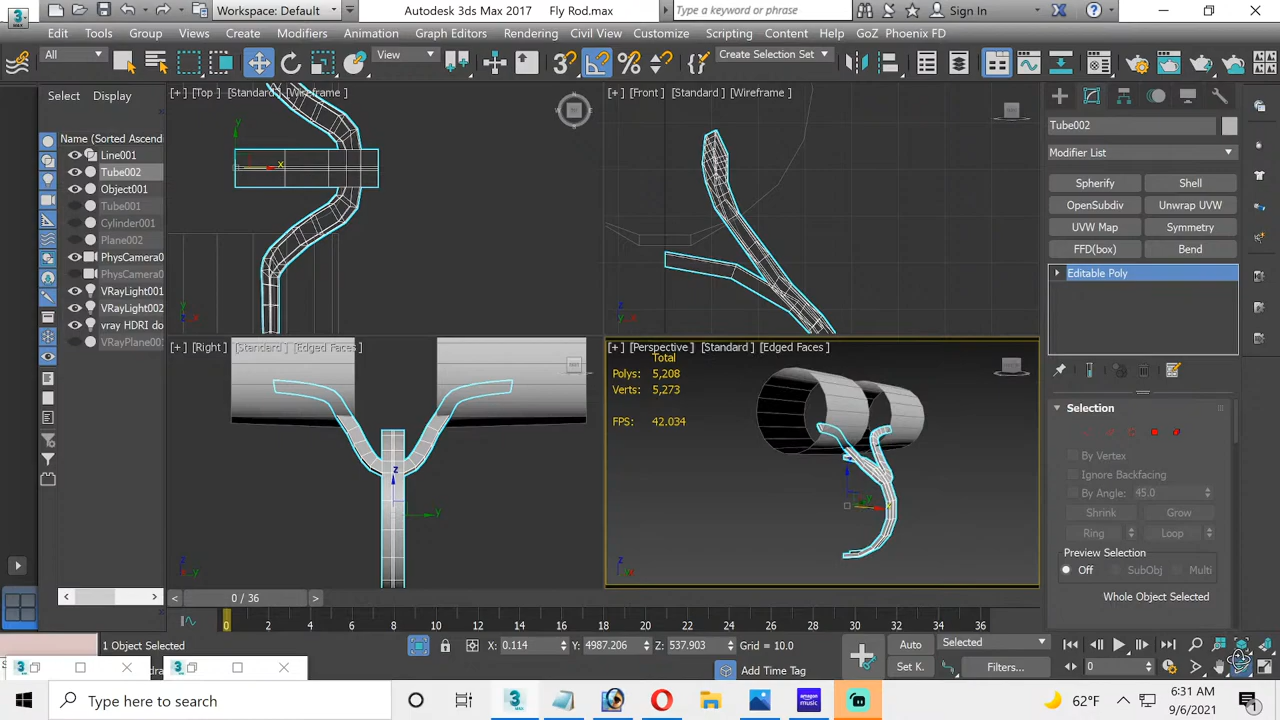 Workspaces: Default
Autodesk 3ds Max 2017 Fly Rod.max
Type a keyword or phrase
Sign In
File Edit Tools Group Views Create Modifiers Animation Graph Editors Rendering Civil View Customize Scripting Content Help GoZ Phoenix FD
All
View
Create Selection Set
Select Display
Name (Sorted Ascen
Line001
Tube002
Object001
Tube001
Cylinder001
Plane002
PhysCamera0
PhysCamera0
VRayLight001
VRayLight002
vray HDRI do
VRayPlane001
[+] [Top] [Standard] [Wireframe]
[+] [Front] [Standard] [Wireframe]
[+] [Right] [Standard] [Edged Faces]
[+] [Perspective] [Standard] [Edged Faces]
Total
Polys: 5,208
Verts: 5,273
FPS: 42.034
Tube002
Modifier List
Spherify Shell
OpenSubdiv Unwrap UVW
UV Map Symmetry
FFD(box) Bend
Editable Poly
Selection
By Vertex
Ignore Backfacing
By Angle: 45.0
Shrink Grow
Ring Loop
Preview Selection
Off SubObj Multi
Whole Object Selected
0 / 36
0 2 4 6 8 10 12 14 16 18 20 22 24 26 28 30 32 34 36
1 Object Selected
X: 0.114 Y: 4987.206 Z: 537.903 Grid = 10.0
Auto Selected
Add Time Tag
Set K. Filters...
0
Type here to search
amazon music
62°F
6:31 AM
9/6/2021